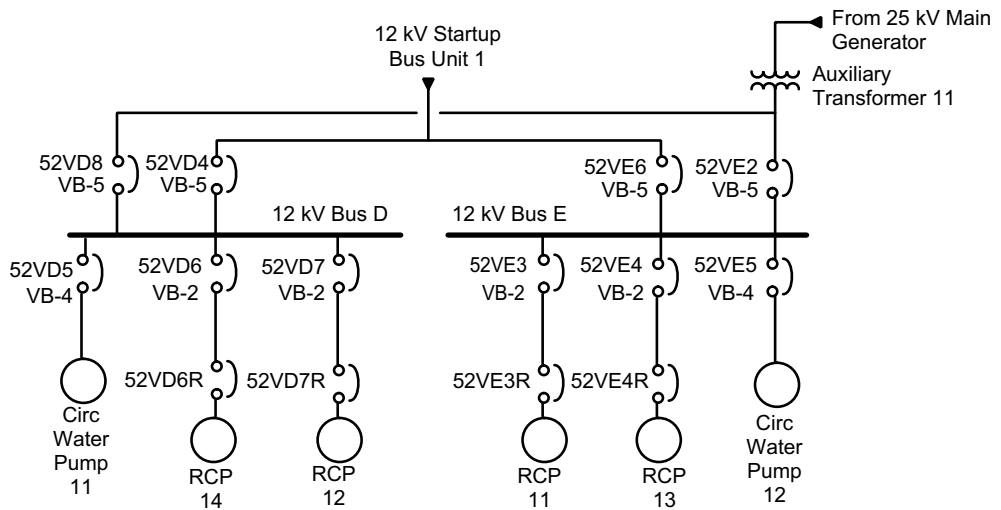 From 25 kV Main
Generator
12 kV Startup
Bus Unit 1
Auxiliary
Transformer 11
52VD8
VB-5
52VD4
VB-5
52VE6
VB-5
52VE2
VB-5
12 kV Bus D
12 kV Bus E
52VD5
VB-4
52VD6
VB-2
52VD7
VB-2
52VE3
VB-2
52VE4
VB-2
52VE5
VB-4
52VD6R
52VD7R
52VE3R
52VE4R
Circ
Water
Pump
11
RCP
14
RCP
12
RCP
11
RCP
13
Circ
Water
Pump
12